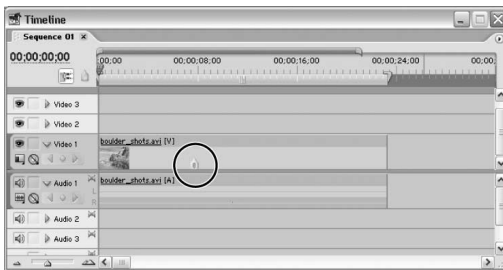 Timeline
Sequence 01
00;00;00;00
;00;00
00;00;08;00
00;00;16;00
00;00;24;00
00;00;
Video 3
Video 2
Video 1
boulder_shots.avi [V]
Audio 1
L
R
boulder_shots.avi [A]
Audio 2
Audio 3